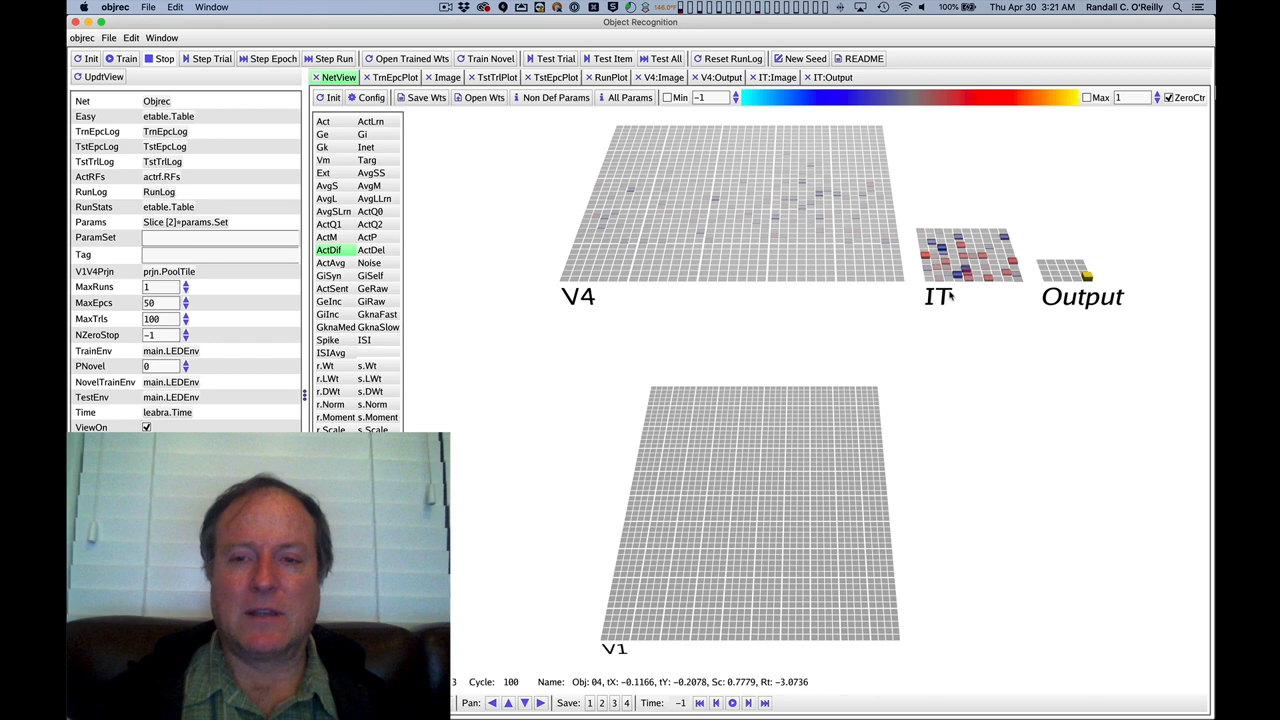 objrec File Edit Window 146.0°F 100% Thu Apr 30 3:21 AM Randall C. O'Reilly
Object Recognition
objrec File Edit Window
Init Train Stop Step Trial Step Epoch Step Run Open Trained Wts Train Novel Test Trial Test Item Test All Reset RunLog New Seed README
UpdtView NetView TrnEpcPlot Image TstTrlPlot TstEpcPlot RunPlot V4:Image V4:Output IT:Image IT:Output
Init Config Save Wts Open Wts Non Def Params All Params Min -1 Max 1 ZeroCtr
Net Objrec
Easy etable.Table
TrnEpcLog TrnEpcLog
TstEpcLog TstEpcLog
TstTrlLog TstTrlLog
ActRFs actrf.RFs
RunLog RunLog
RunStats etable.Table
Params Slice [2]*params.Set
ParamSet
Tag
V1V4Prjn prjn.PoolTile
MaxRuns 1
MaxEpcs 50
MaxTrls 100
NZeroStop -1
TrainEnv main.LEDEnv
PNovel 0
NovelTrainEnv main.LEDEnv
TestEnv main.LEDEnv
Time leabra.Time
ViewOn
Act ActLrn
Ge Gi
Gk Inet
Vm Targ
Ext AvgSS
AvgS AvgM
AvgL AvgLLrn
AvgSLrn ActQ0
ActQ1 ActQ2
ActM ActP
ActDif ActDel
ActAvg Noise
GiSyn GiSelf
ActSent GeRaw
GeInc GiRaw
GiInc GknaFast
GknaMed GknaSlow
Spike ISI
ISIAvg
r.Wt s.Wt
r.LWt s.LWt
r.DWt s.DWt
r.Norm s.Norm
r.Moment s.Moment
r.Scale s.Scale
V4 IT Output
V1
3 Cycle: 100 Name: Obj: 04, tX: -0.1166, tY: -0.2078, Sc: 0.7779, Rt: -3.0736
Pan: Save: 1 2 3 4 Time: -1